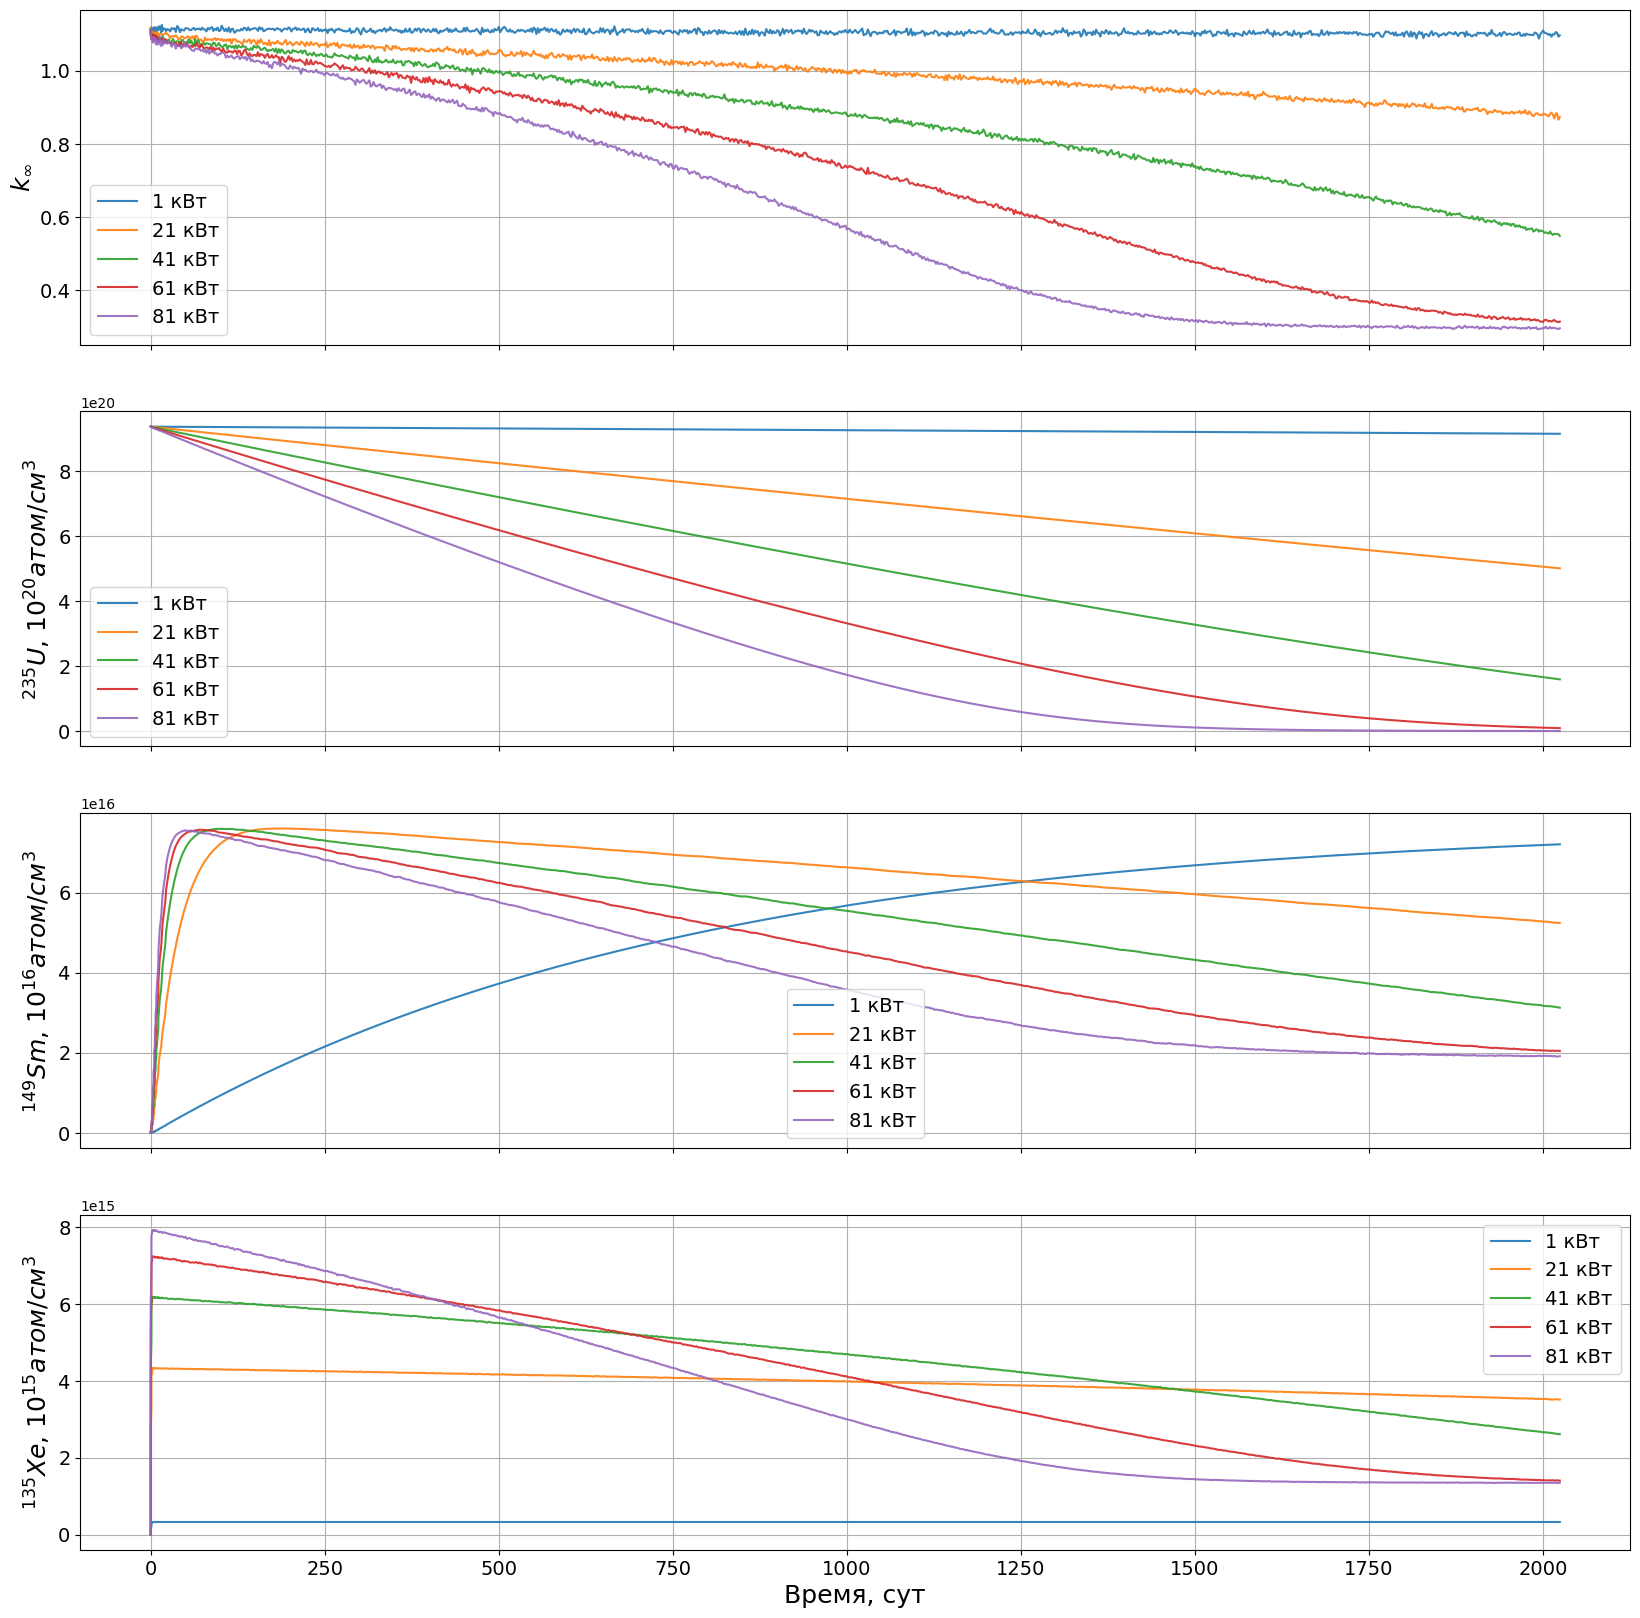 k∞
1.0
0.8
0.6
0.4
1 кВт
21 кВт
41 кВт
61 кВт
81 кВт
1e20
²³⁵U, 10²⁰атом/см³
8
6
4
2
0
1 кВт
21 кВт
41 кВт
61 кВт
81 кВт
1e16
¹⁴⁹Sm, 10¹⁶атом/см³
6
4
2
0
1 кВт
21 кВт
41 кВт
61 кВт
81 кВт
1e15
¹³⁵Xe, 10¹⁵атом/см³
8
6
4
2
0
1 кВт
21 кВт
41 кВт
61 кВт
81 кВт
0 250 500 750 1000 1250 1500 1750 2000
Время, сут